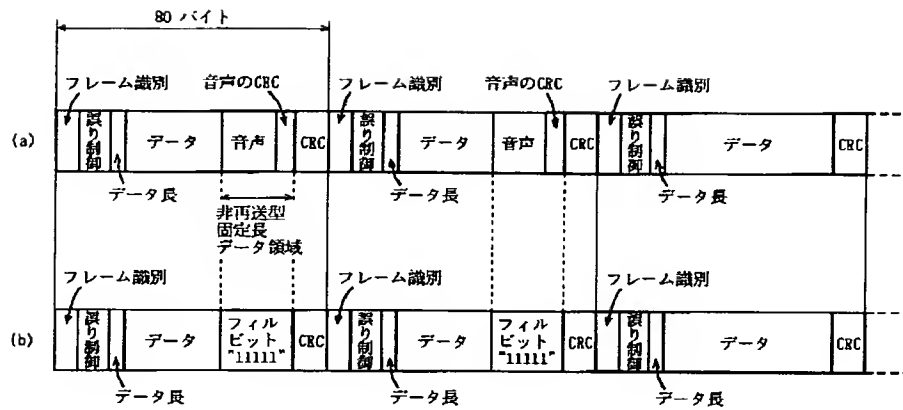 80 バイト
フレーム識別 音声のCRC フレーム識別 音声のCRC フレーム識別
(a) 誤り制御 データ 音声 CRC 誤り制御 データ 音声 CRC 誤り制御 データ CRC
データ長 データ長 データ長
非再送型
固定長
データ領域
フレーム識別 フレーム識別 フレーム識別
(b) 誤り制御 データ フィル CRC 誤り制御 データ フィル CRC 誤り制御 データ CRC
ビット ビット
"11111" "11111"
データ長 データ長 データ長